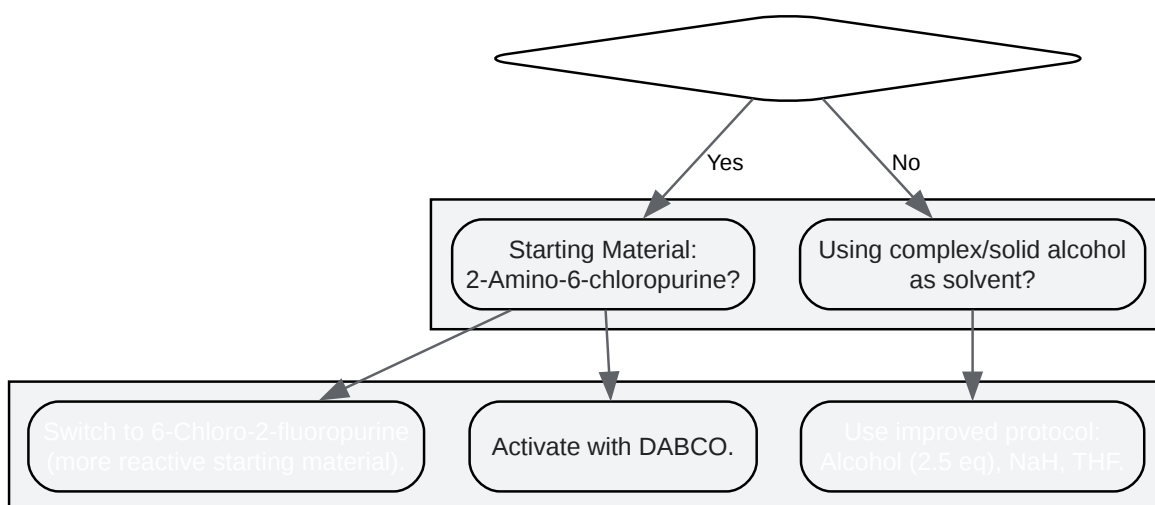 Yes
No
Starting Material:
2-Amino-6-chloropurine?
Using complex/solid alcohol
as solvent?
Switch to 6-Chloro-2-fluoropurine
(more reactive starting material).
Activate with DABCO.
Use improved protocol:
Alcohol (2.5 eq), NaH, THF.